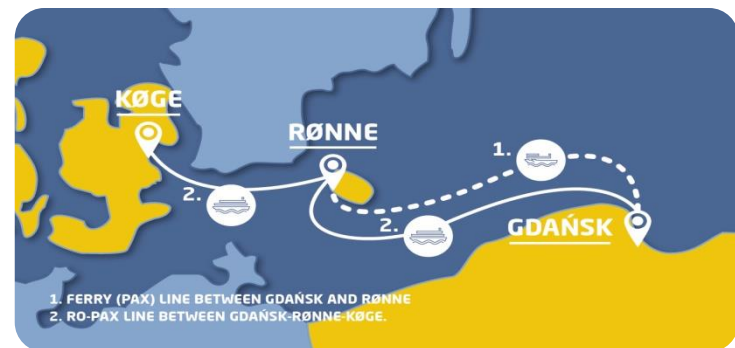 KØGE
RØNNE
1.
2.
2.
GDAŃSK
1. FERRY (PAX) LINE BETWEEN GDAŃSK AND RØNNE
2. RO-PAX LINE BETWEEN GDAŃSK-RØNNE-KØGE.